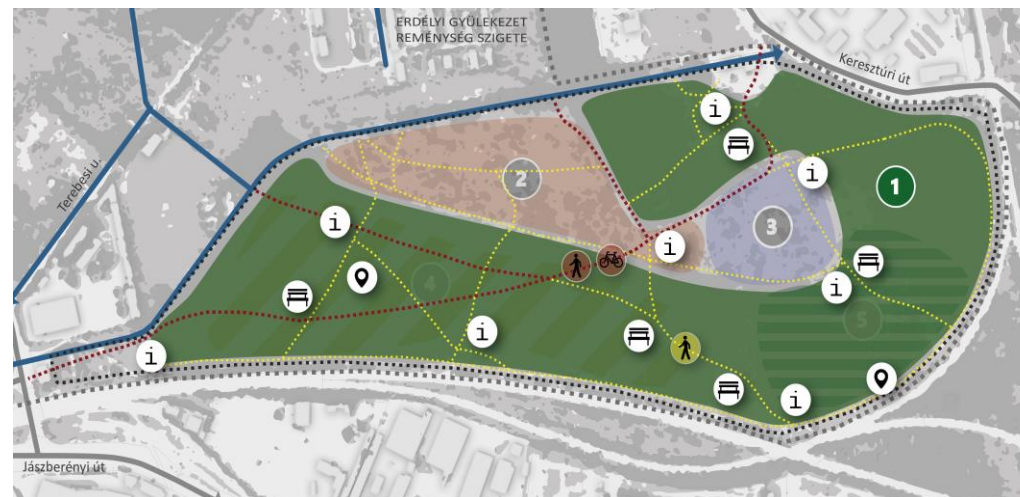 ERDÉLYI GYÜLEKEZET
REMÉNYSÉG SZIGETE
Keresztúri út
Terebesi u.
i
1
2
i
i
3
i
4
i
5
i
i
i
Jászberényi út